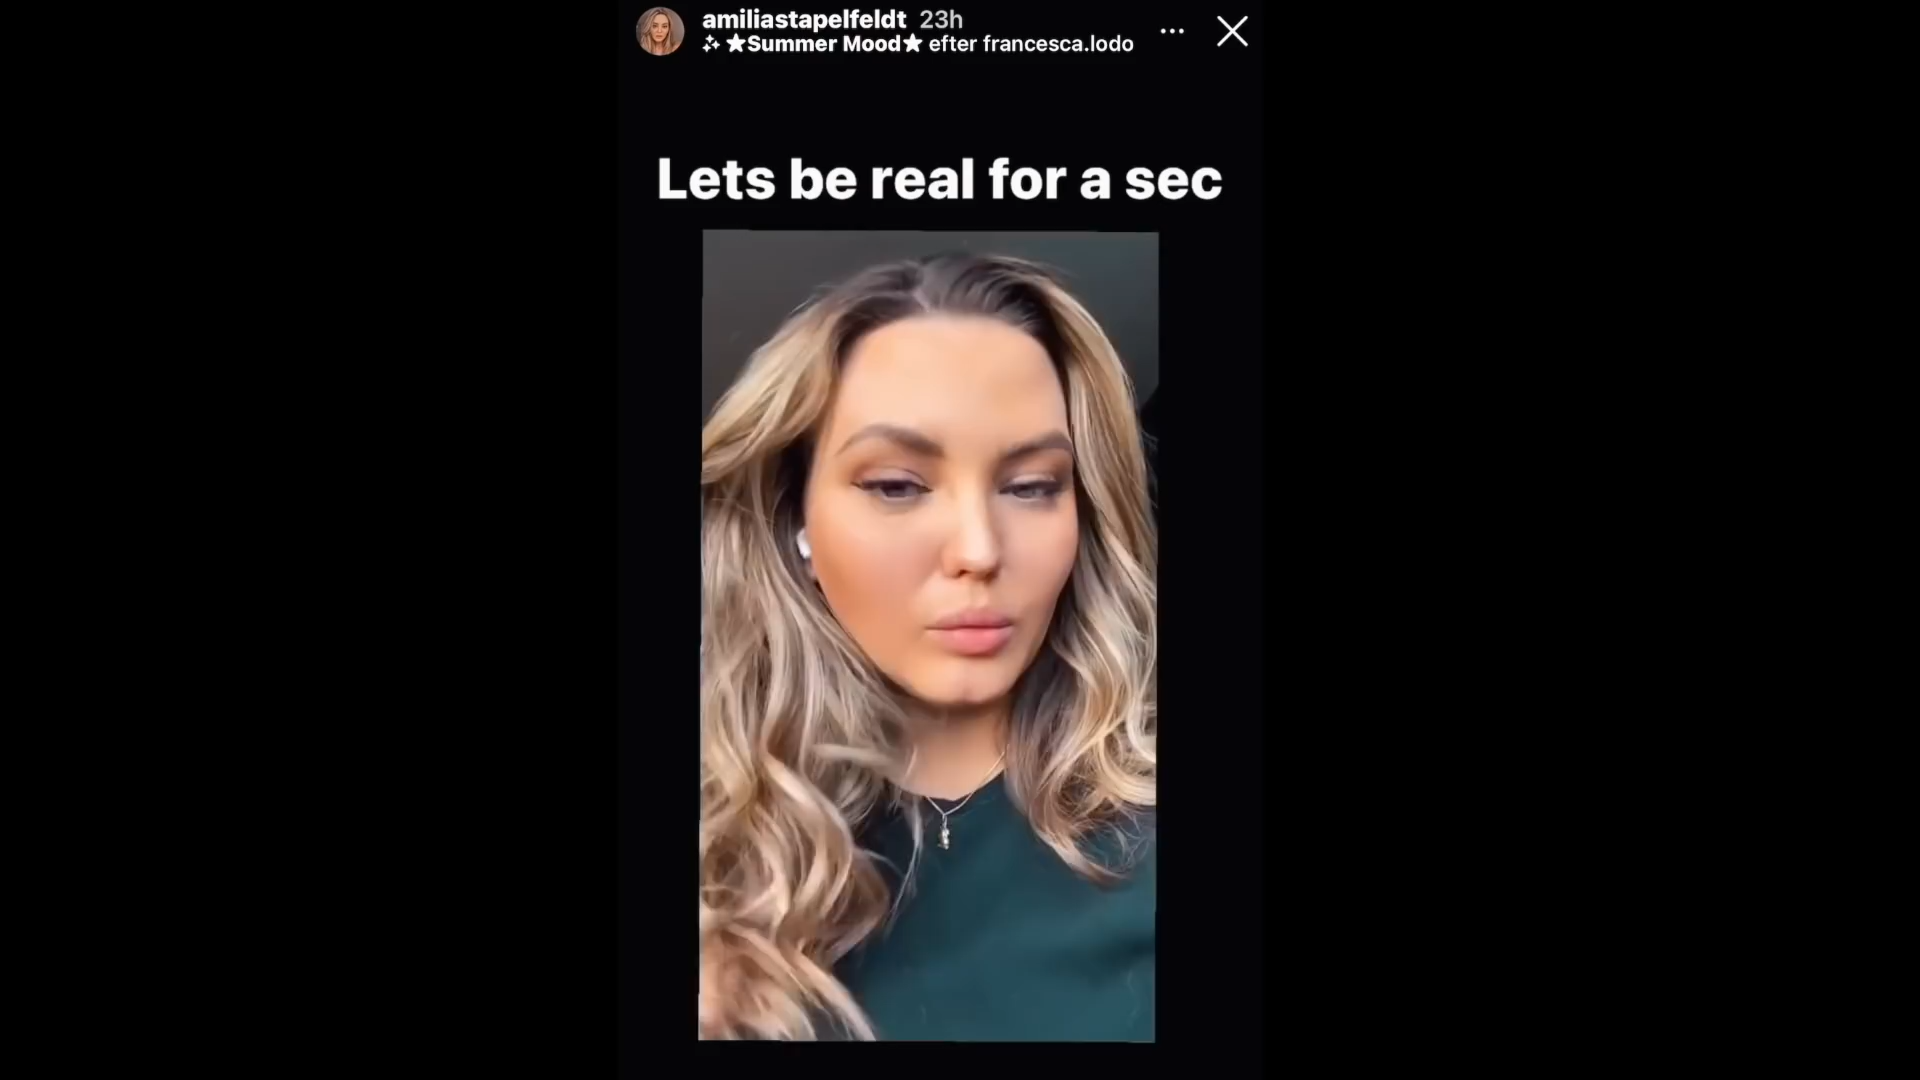 amiliastapelfeldt 23h
✨ ★Summer Mood★ efter francesca.lodo
Lets be real for a sec